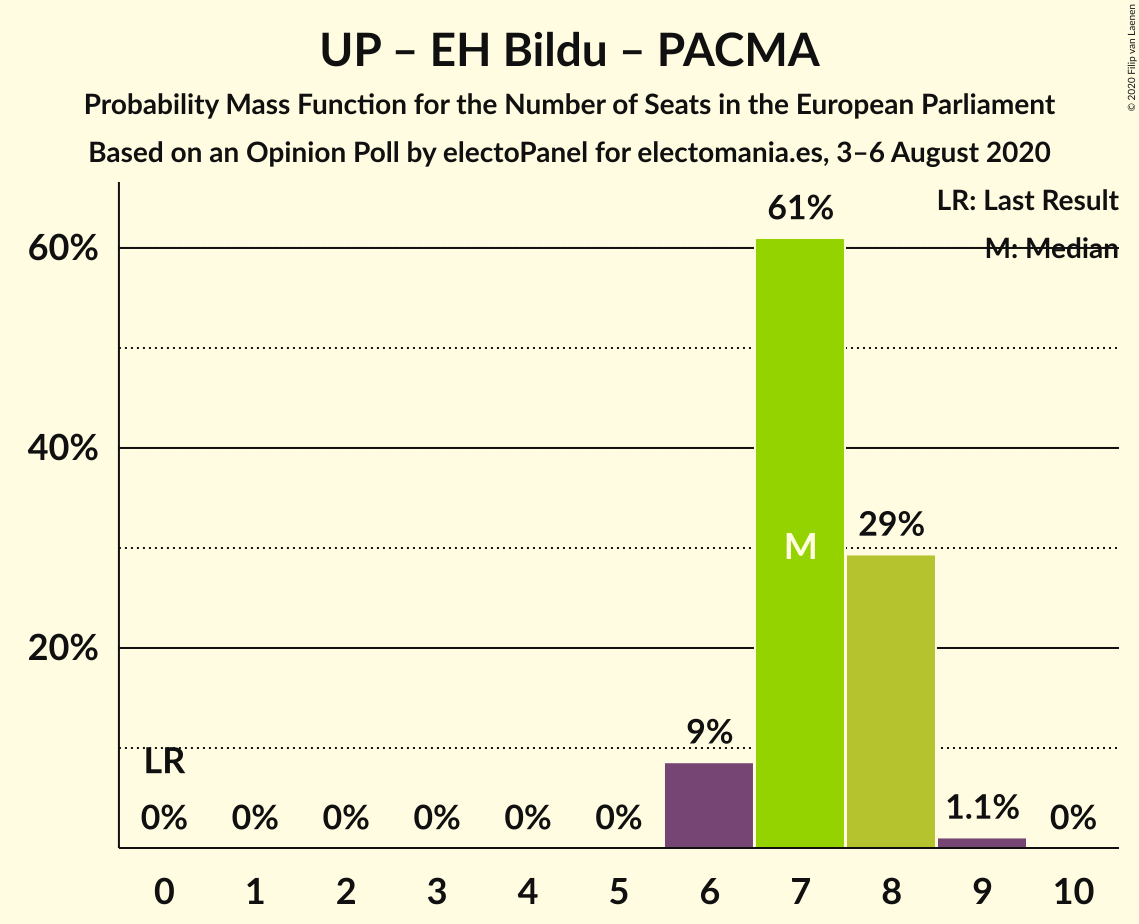 UP – EH Bildu – PACMA
Probability Mass Function for the Number of Seats in the European Parliament
Based on an Opinion Poll by electoPanel for electomania.es, 3–6 August 2020
© 2020 Filip van Laenen
LR: Last Result
M: Median
60%
40%
20%
61%
M
29%
9%
1.1%
LR
0% 0% 0% 0% 0% 0% 0%
0 1 2 3 4 5 6 7 8 9 10